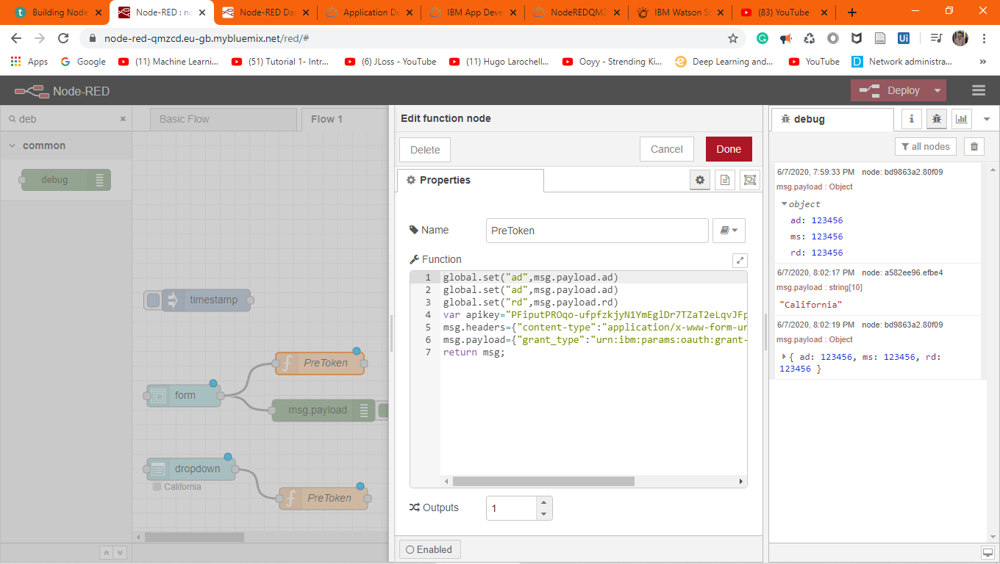 Building Node
Node-RED : no
Node-RED Da
Application De
IBM App Deve
NodeREDQMZ
IBM Watson St
(83) YouTube
node-red-qmzcd.eu-gb.mybluemix.net/red/#
Apps
Google
(11) Machine Learni...
(51) Tutorial 1- Intr...
(6) JLoss - YouTube
(11) Hugo Larochell...
Ooyy - Strending Ki...
Deep Learning and...
YouTube
Network administra...
»
Node-RED
Deploy
deb
Basic Flow
Flow 1
common
debug
timestamp
PreToken
form
msg.payload
dropdown
California
PreToken
Edit function node
Delete
Cancel
Done
Properties
Name
PreToken
Function
1 global.set("ad",msg.payload.ad)
2 global.set("ad",msg.payload.ad)
3 global.set("rd",msg.payload.rd)
4 var apikey="PFiputPROqo-ufpfzkjyN1YmEglDr7TZaT2eLqvJFp
5 msg.headers={"content-type":"application/x-www-form-ur
6 msg.payload={"grant_type":"urn:ibm:params:oauth:grant-
7 return msg;
Outputs
1
Enabled
debug
all nodes
6/7/2020, 7:59:33 PM node: bd9863a2.80f09
msg.payload : Object
object
ad: 123456
ms: 123456
rd: 123456
6/7/2020, 8:02:17 PM node: a582ee96.efbe4
msg.payload : string[10]
"California"
6/7/2020, 8:02:19 PM node: bd9863a2.80f09
msg.payload : Object
{ ad: 123456, ms: 123456, rd:
123456 }